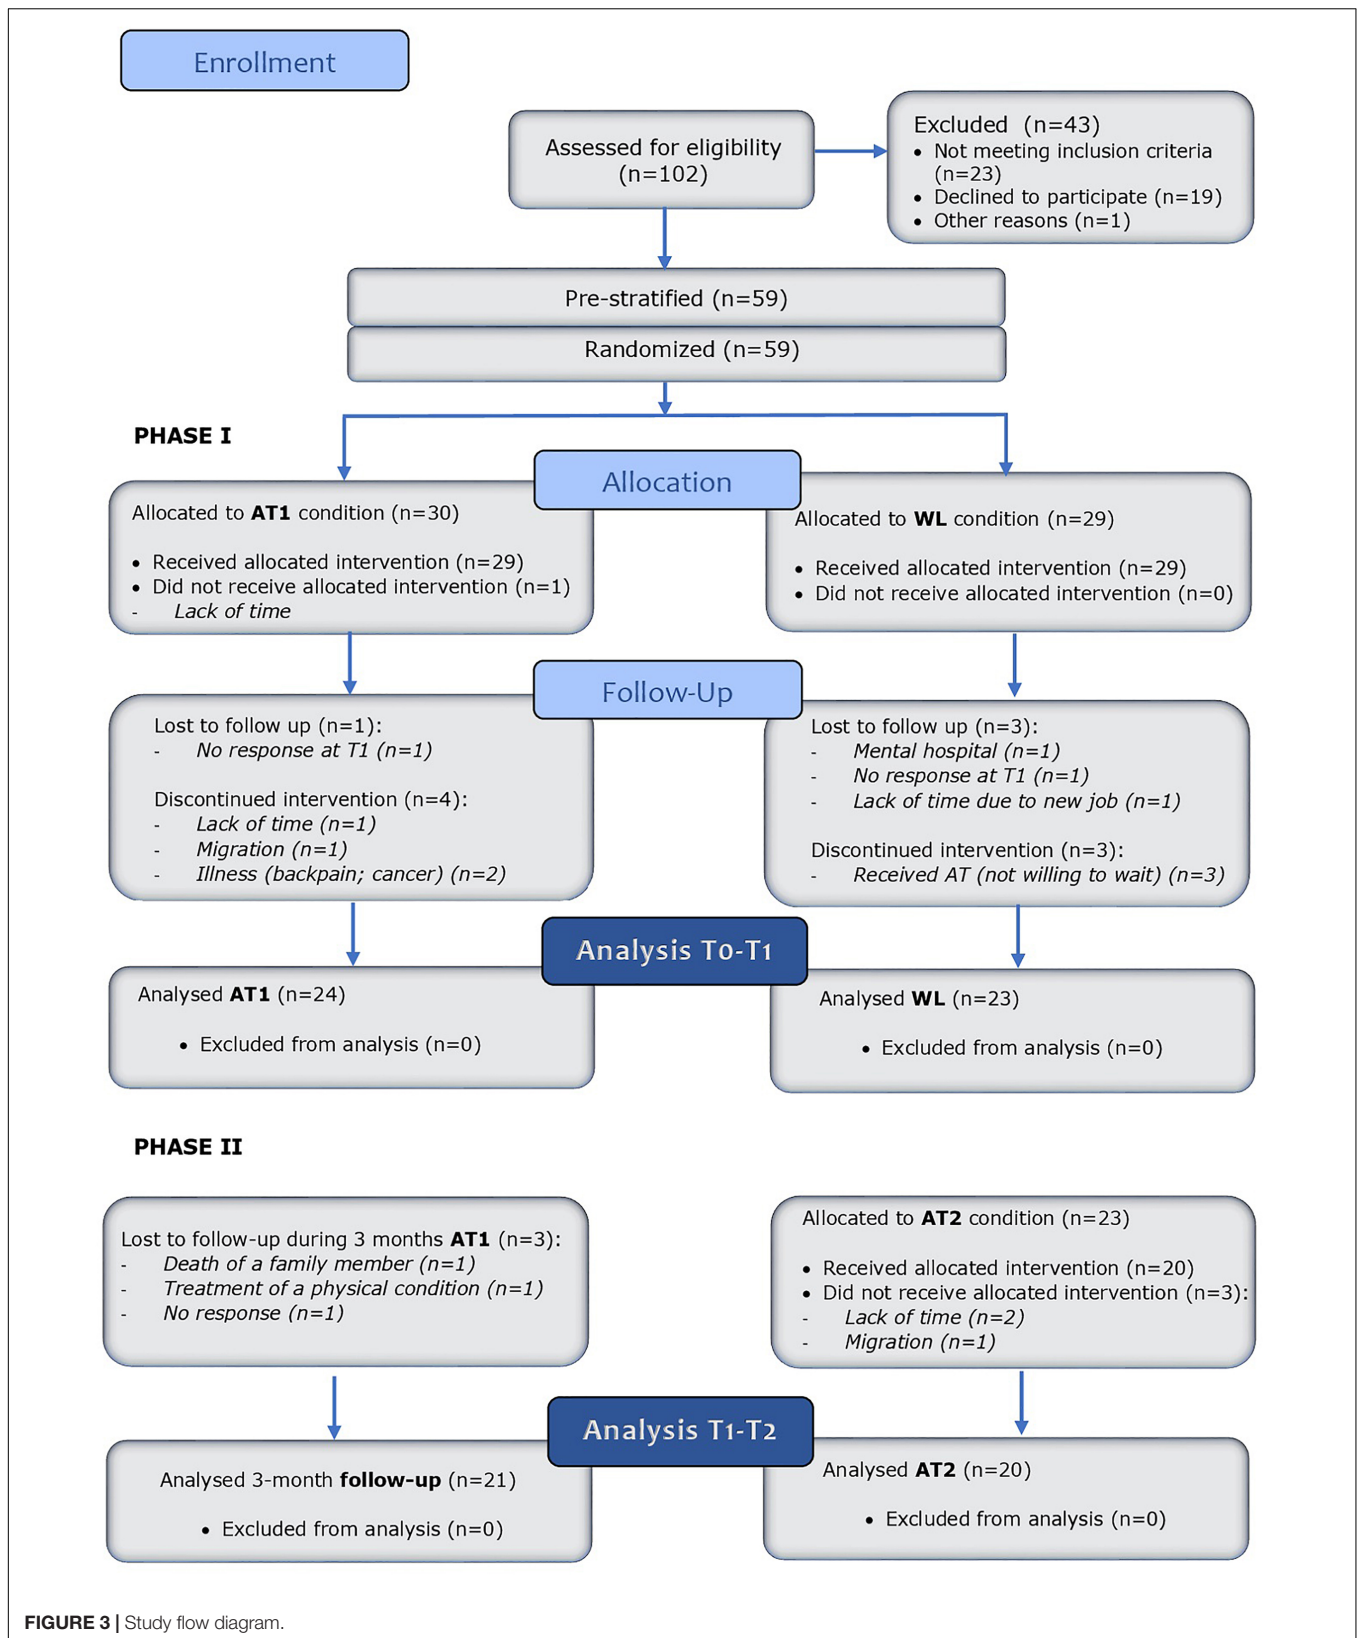 Enrollment
Assessed for eligibility
(n=102)
Excluded (n=43)
• Not meeting inclusion criteria
(n=23)
• Declined to participate (n=19)
• Other reasons (n=1)
Pre-stratified (n=59)
Randomized (n=59)
PHASE I
Allocation
Allocated to AT1 condition (n=30)
• Received allocated intervention (n=29)
• Did not receive allocated intervention (n=1)
- Lack of time
Allocated to WL condition (n=29)
• Received allocated intervention (n=29)
• Did not receive allocated intervention (n=0)
Follow-Up
Lost to follow up (n=1):
- No response at T1 (n=1)
Discontinued intervention (n=4):
- Lack of time (n=1)
- Migration (n=1)
- Illness (backpain; cancer) (n=2)
Lost to follow up (n=3):
- Mental hospital (n=1)
- No response at T1 (n=1)
- Lack of time due to new job (n=1)
Discontinued intervention (n=3):
- Received AT (not willing to wait) (n=3)
Analysis T0-T1
Analysed AT1 (n=24)
• Excluded from analysis (n=0)
Analysed WL (n=23)
• Excluded from analysis (n=0)
PHASE II
Lost to follow-up during 3 months AT1 (n=3):
- Death of a family member (n=1)
- Treatment of a physical condition (n=1)
- No response (n=1)
Allocated to AT2 condition (n=23)
• Received allocated intervention (n=20)
• Did not receive allocated intervention (n=3):
- Lack of time (n=2)
- Migration (n=1)
Analysis T1-T2
Analysed 3-month follow-up (n=21)
• Excluded from analysis (n=0)
Analysed AT2 (n=20)
• Excluded from analysis (n=0)
FIGURE 3 | Study flow diagram.